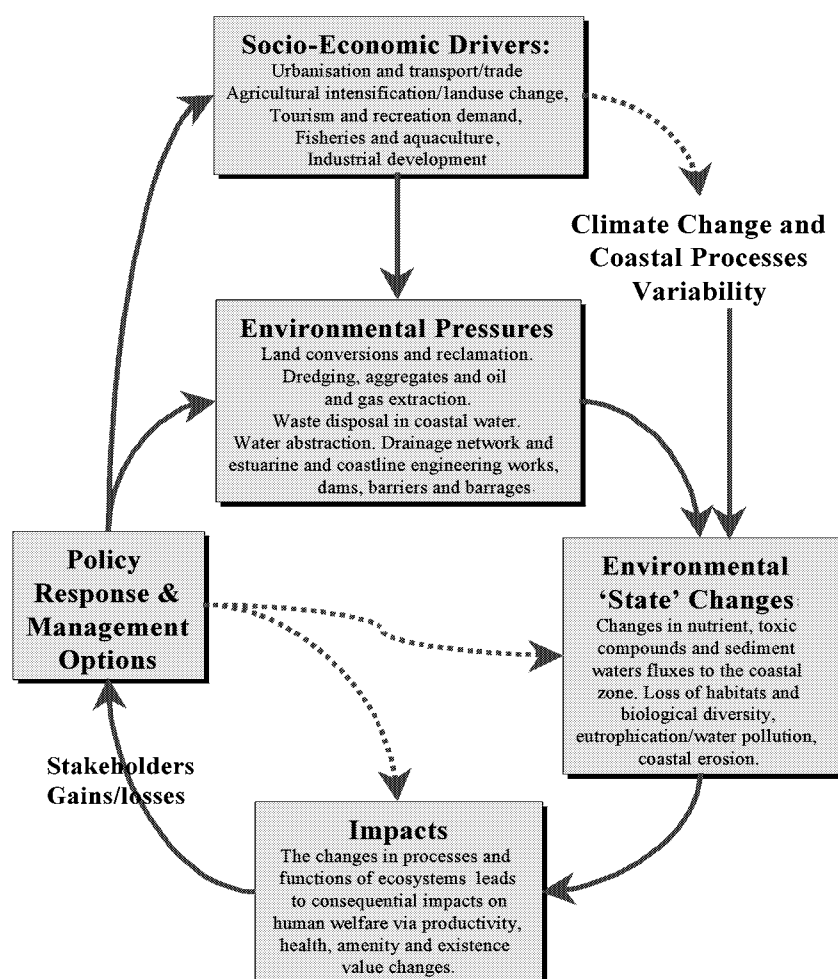 Socio-Economic Drivers:
Urbanisation and transport/trade
Agricultural intensification/landuse change,
Tourism and recreation demand,
Fisheries and aquaculture,
Industrial development
Climate Change and
Coastal Processes
Variability
Environmental Pressures
Land conversions and reclamation.
Dredging, aggregates and oil
and gas extraction.
Waste disposal in coastal water.
Water abstraction. Drainage network and
estuarine and coastline engineering works,
dams, barriers and barrages
Policy
Response &
Management
Options
Environmental
‘State’ Changes
Changes in nutrient, toxic
compounds and sediment
waters fluxes to the coastal
zone. Loss of habitats and
biological diversity,
eutrophication/water pollution,
coastal erosion.
Stakeholders
Gains/losses
Impacts
The changes in processes and
functions of ecosystems leads
to consequential impacts on
human welfare via productivity,
health, amenity and existence
value changes.